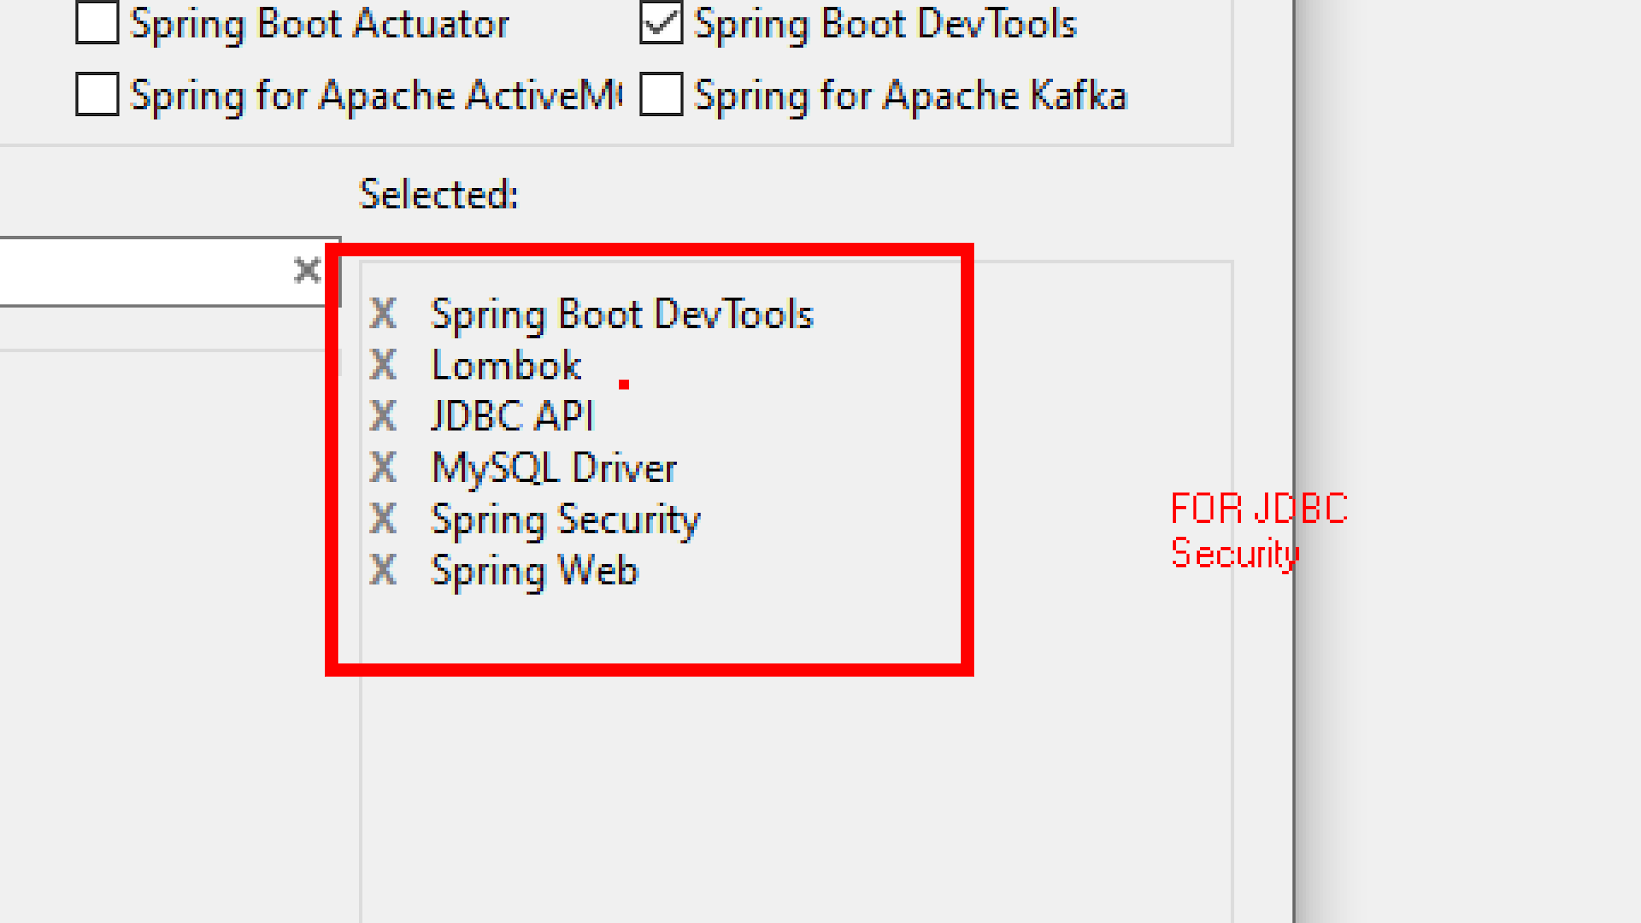 Spring Boot Actuator
Spring Boot DevTools
Spring for Apache ActiveM
Spring for Apache Kafka
Selected:
X Spring Boot DevTools
X Lombok
X JDBC API
X MySQL Driver
X Spring Security
X Spring Web
FOR JDBC
Security